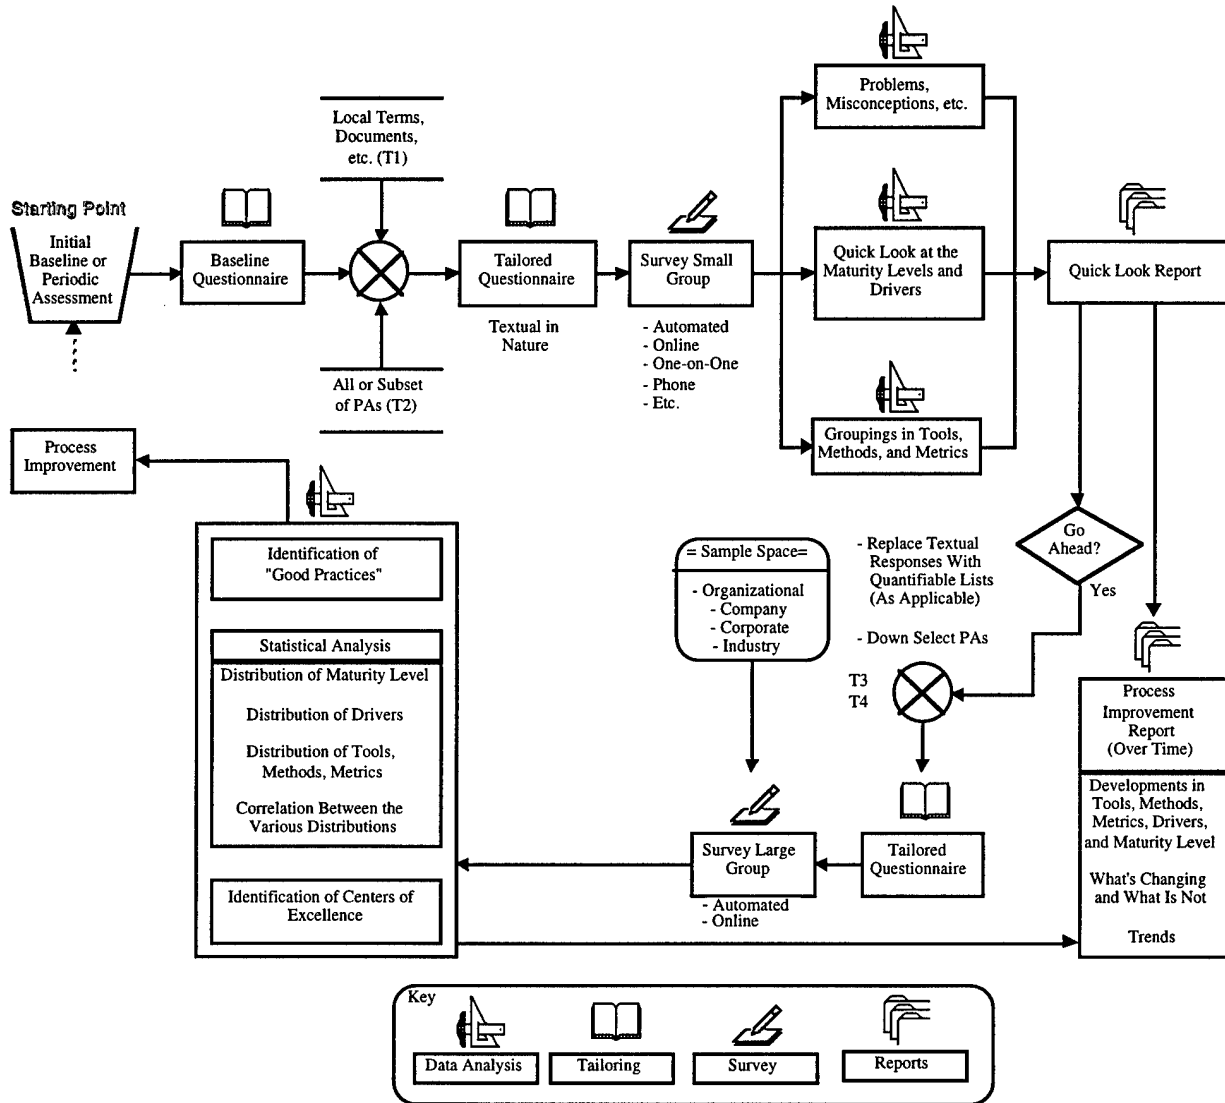 Starting Point
Initial
Baseline or
Periodic
Assessment
Baseline
Questionnaire
Local Terms,
Documents,
etc. (T1)
All or Subset
of PAs (T2)
Tailored
Questionnaire
Textual in
Nature
Survey Small
Group
- Automated
- Online
- One-on-One
- Phone
- Etc.
Problems,
Misconceptions, etc.
Quick Look at the
Maturity Levels and
Drivers
Groupings in Tools,
Methods, and Metrics
Quick Look Report
Go
Ahead?
Yes
- Replace Textual
Responses With
Quantifiable Lists
(As Applicable)
- Down Select PAs
T3
T4
Tailored
Questionnaire
= Sample Space=
- Organizational
- Company
- Corporate
- Industry
Survey Large
Group
- Automated
- Online
Process
Improvement
Identification of
"Good Practices"
Statistical Analysis
Distribution of Maturity Level
Distribution of Drivers
Distribution of Tools,
Methods, Metrics
Correlation Between the
Various Distributions
Identification of Centers of
Excellence
Process
Improvement
Report
(Over Time)
Developments in
Tools, Methods,
Metrics, Drivers,
and Maturity Level
What's Changing
and What Is Not
Trends
Key
Data Analysis
Tailoring
Survey
Reports